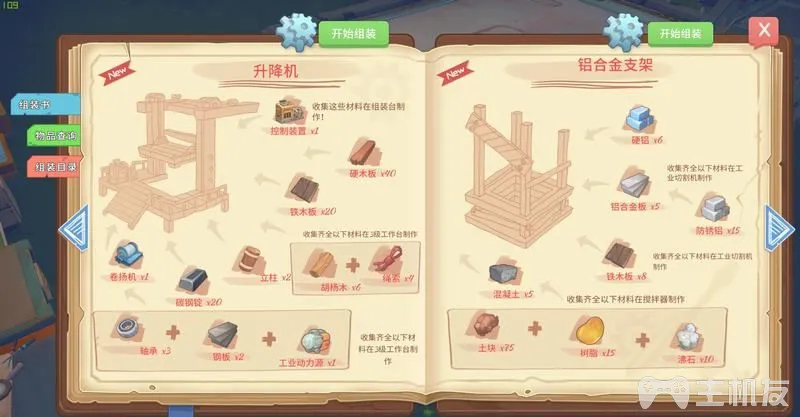 109
开始组装
开始组装
X
New
升降机
New
铝合金支架
组装书
物品查询
组装目录
控制装置 x1
收集这些材料在组装台制
作!
硬木板 x40
铁木板 x20
收集齐全以下材料在3级工作台制作
卷扬机 x1
碳钢锭 x20
立柱 x2
胡杨木 x6
+
绳索 x4
轴承 x3
+
钢板 x2
+
工业动力源 x1
收集齐全以下材
料在3级工作台制
作
硬铝 x6
收集齐全以下材料在工
业切割机制作
铝合金板 x5
防锈铝 x15
铁木板 x8
收集齐全以下材料在工业切割机
制作
混凝土 x5
收集齐全以下材料在搅拌器制作
土块 x75
+
树脂 x15
+
沸石 x10
主机友